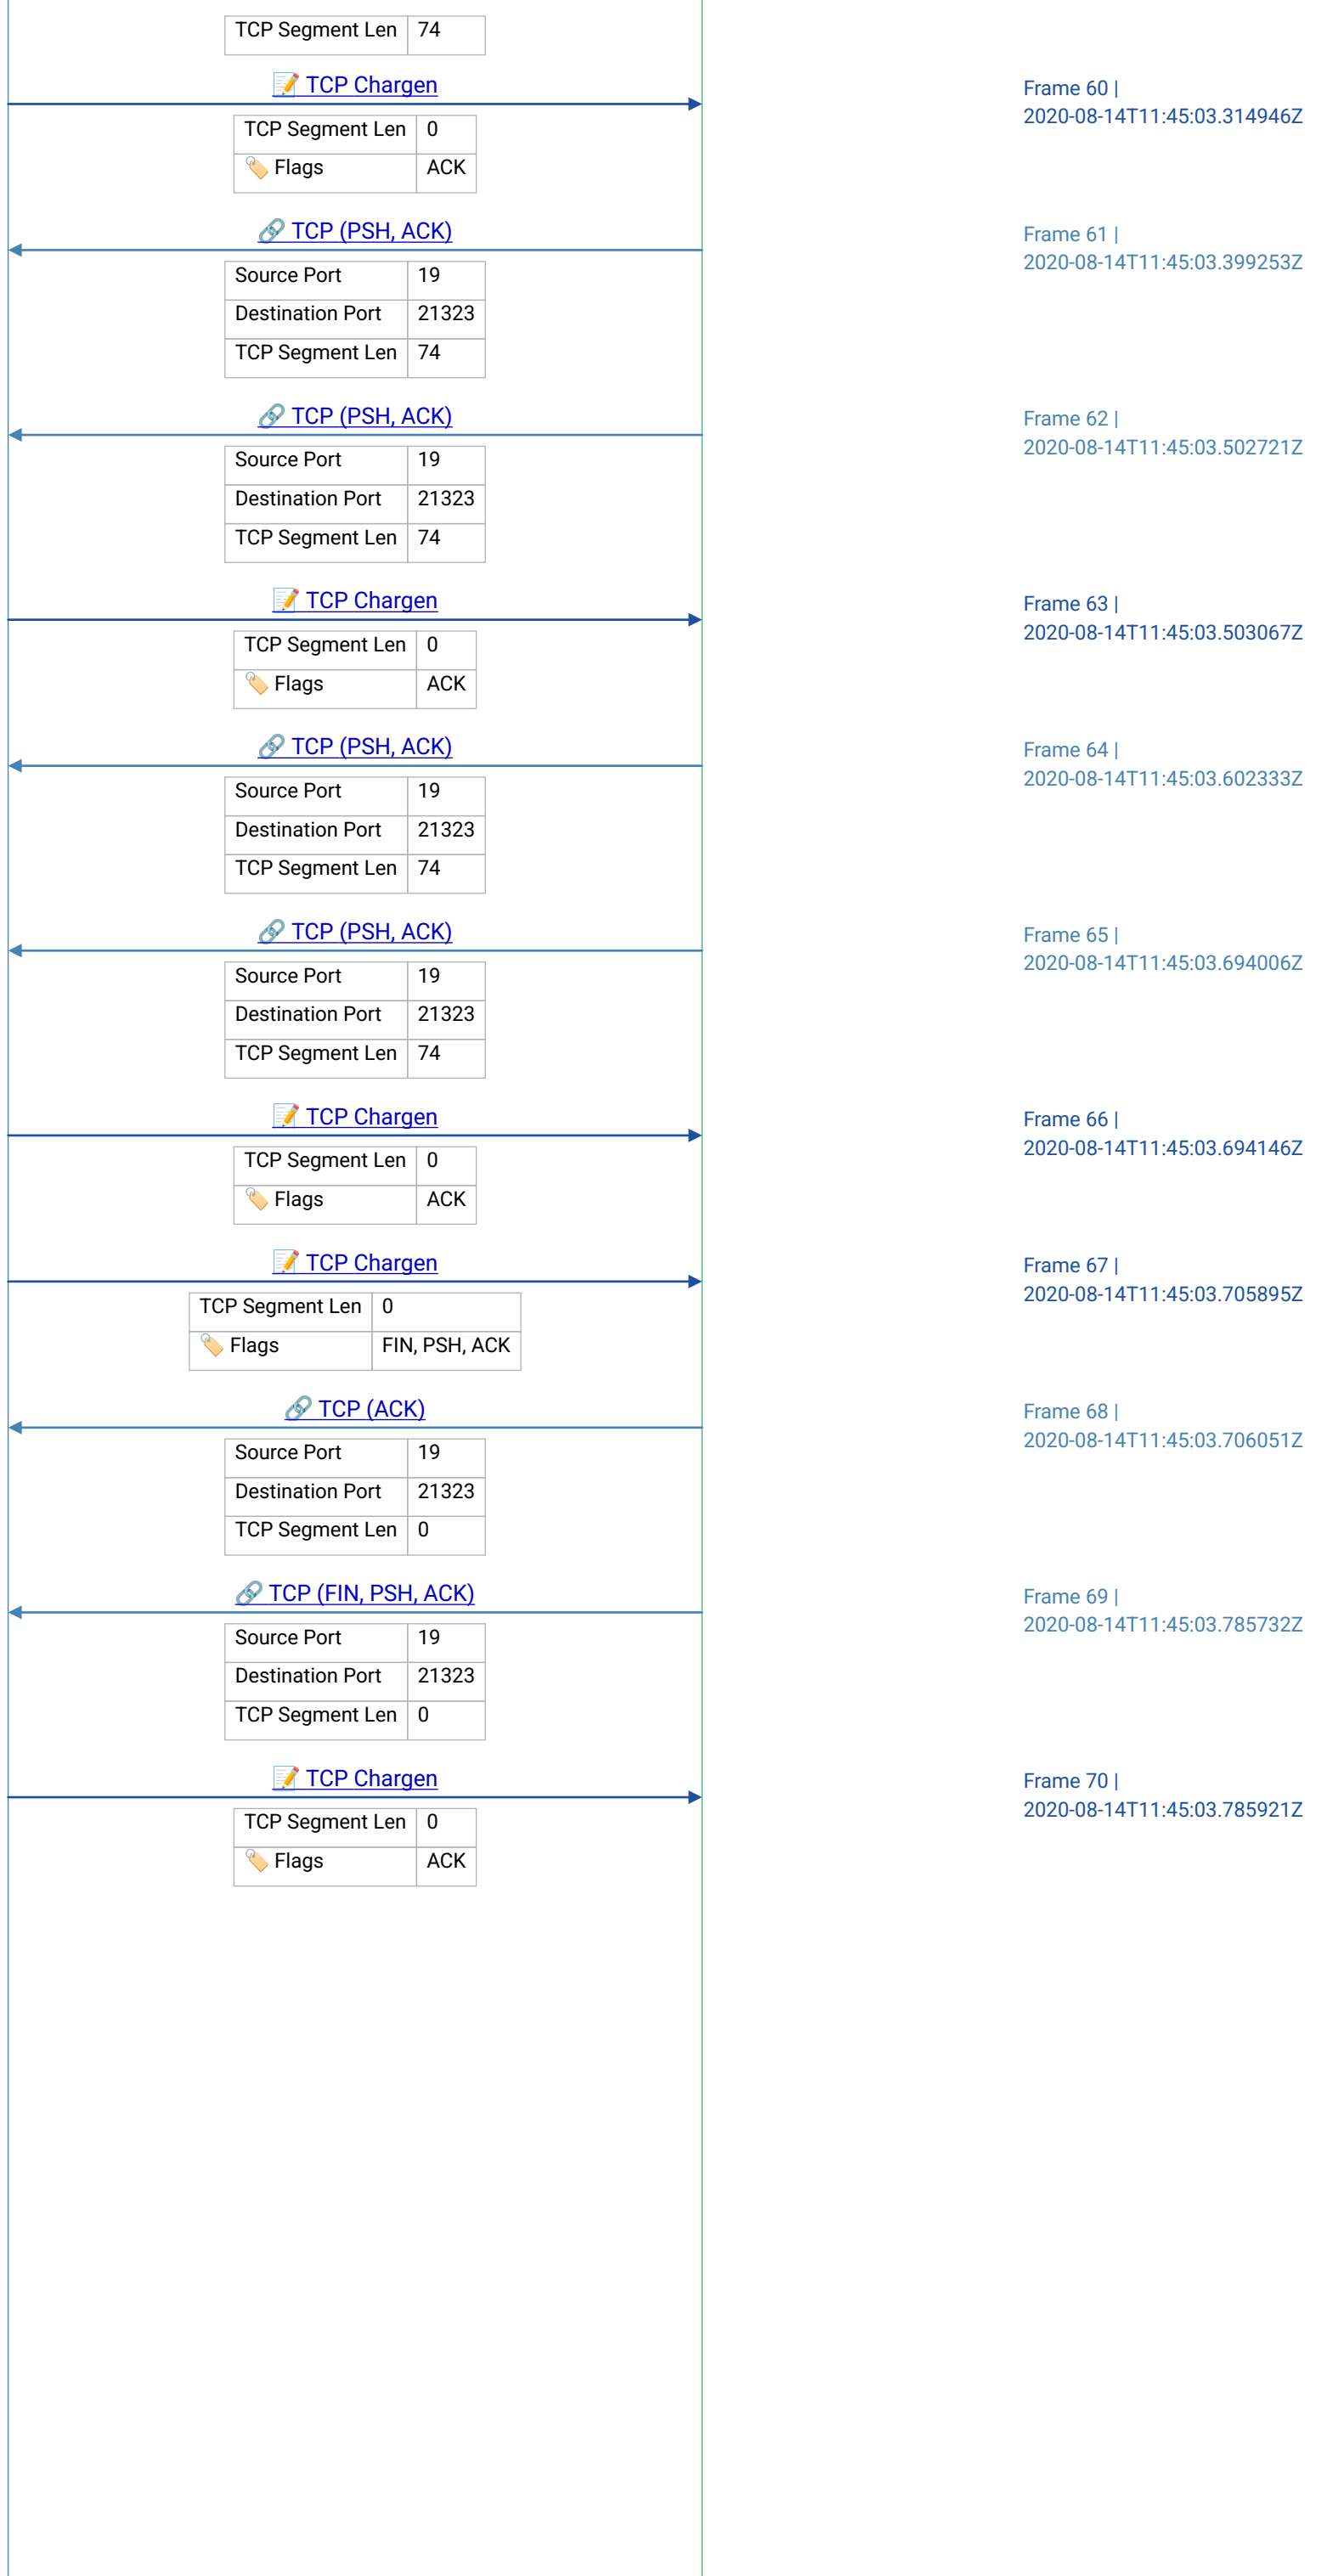 TCP Segment Len 74
📝 TCP Chargen
Frame 60 |
2020-08-14T11:45:03.314946Z
TCP Segment Len 0
🏷️ Flags ACK
🔗 TCP (PSH, ACK)
Frame 61 |
2020-08-14T11:45:03.399253Z
Source Port 19
Destination Port 21323
TCP Segment Len 74
🔗 TCP (PSH, ACK)
Frame 62 |
2020-08-14T11:45:03.502721Z
Source Port 19
Destination Port 21323
TCP Segment Len 74
📝 TCP Chargen
Frame 63 |
2020-08-14T11:45:03.503067Z
TCP Segment Len 0
🏷️ Flags ACK
🔗 TCP (PSH, ACK)
Frame 64 |
2020-08-14T11:45:03.602333Z
Source Port 19
Destination Port 21323
TCP Segment Len 74
🔗 TCP (PSH, ACK)
Frame 65 |
2020-08-14T11:45:03.694006Z
Source Port 19
Destination Port 21323
TCP Segment Len 74
📝 TCP Chargen
Frame 66 |
2020-08-14T11:45:03.694146Z
TCP Segment Len 0
🏷️ Flags ACK
📝 TCP Chargen
Frame 67 |
2020-08-14T11:45:03.705895Z
TCP Segment Len 0
🏷️ Flags FIN, PSH, ACK
🔗 TCP (ACK)
Frame 68 |
2020-08-14T11:45:03.706051Z
Source Port 19
Destination Port 21323
TCP Segment Len 0
🔗 TCP (FIN, PSH, ACK)
Frame 69 |
2020-08-14T11:45:03.785732Z
Source Port 19
Destination Port 21323
TCP Segment Len 0
📝 TCP Chargen
Frame 70 |
2020-08-14T11:45:03.785921Z
TCP Segment Len 0
🏷️ Flags ACK